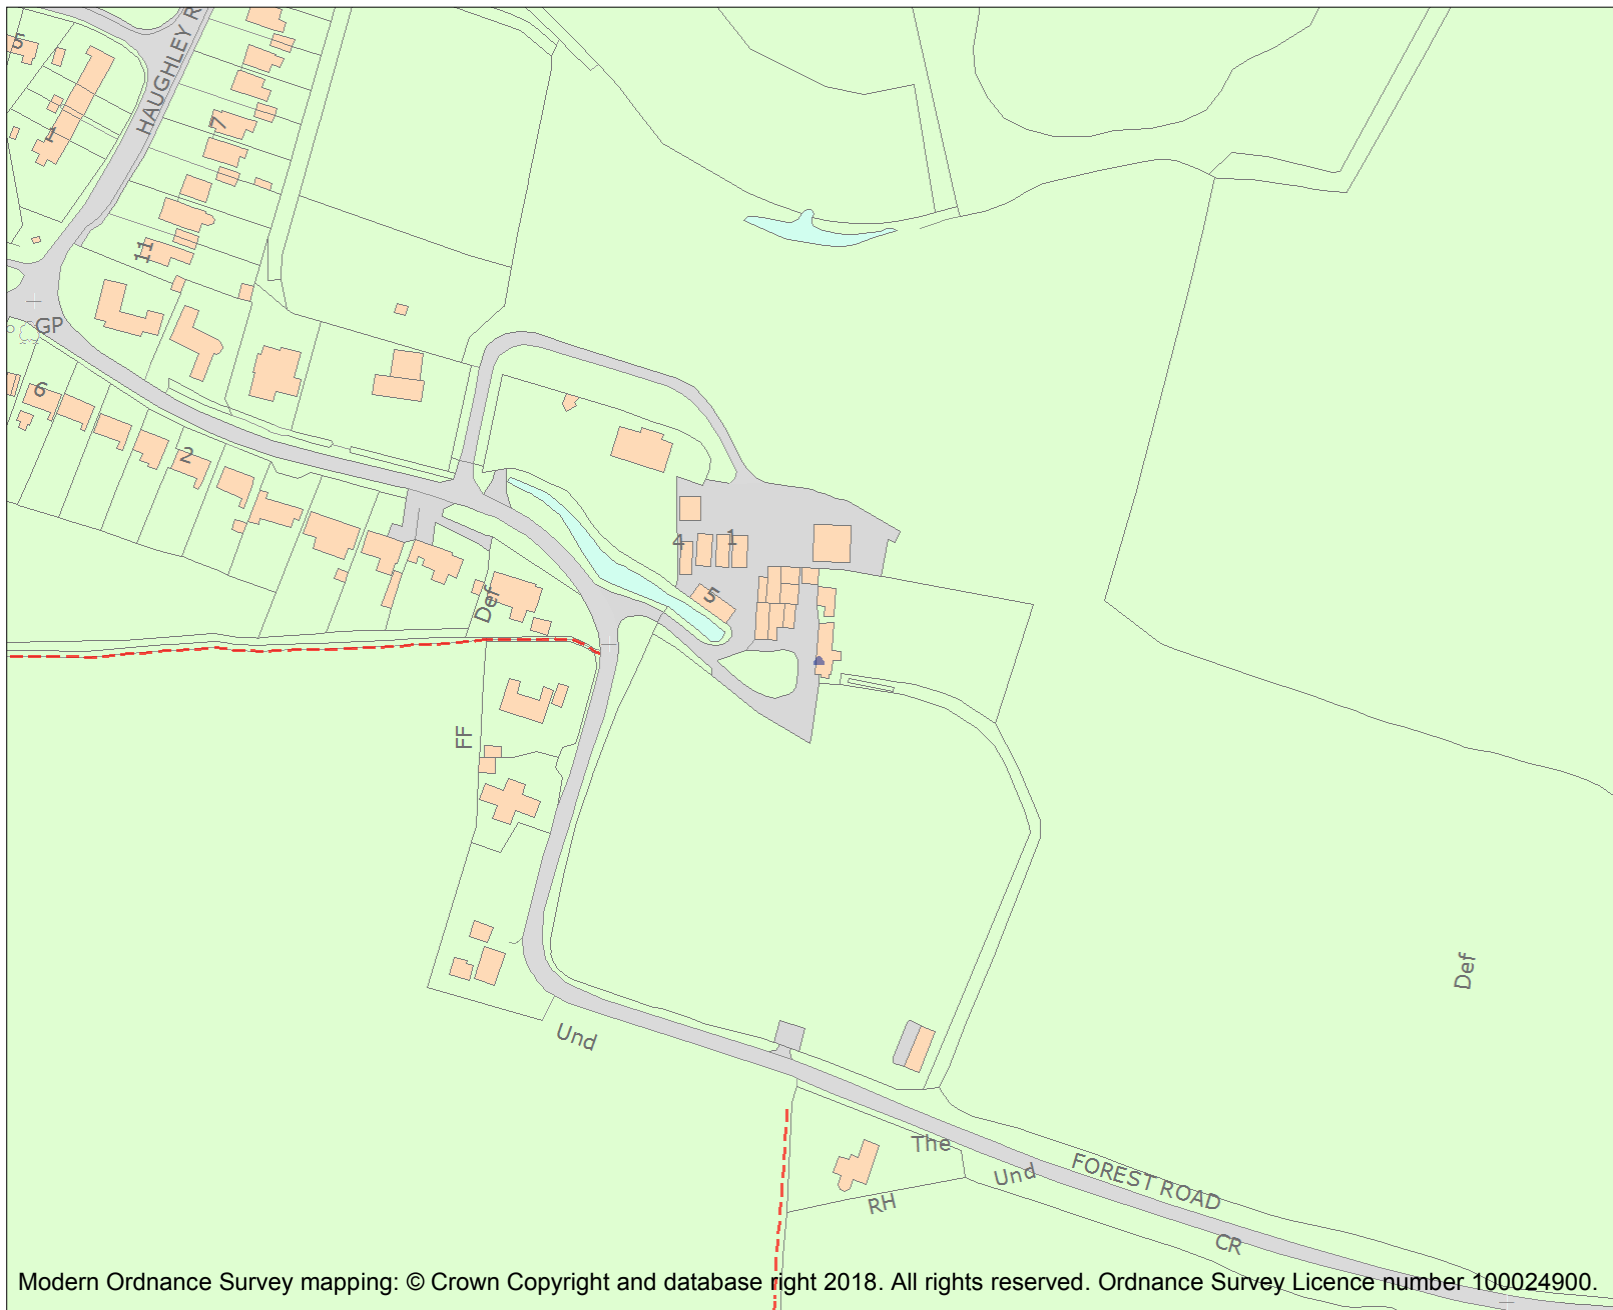 5
HAUGHLEY R
1
7
11
GP
6
2
4
1
5
Def
FF
Def
Und
The
Und
FOREST ROAD
RH
CR
Modern Ordnance Survey mapping: © Crown Copyright and database right 2018. All rights reserved. Ordnance Survey Licence number 100024900.